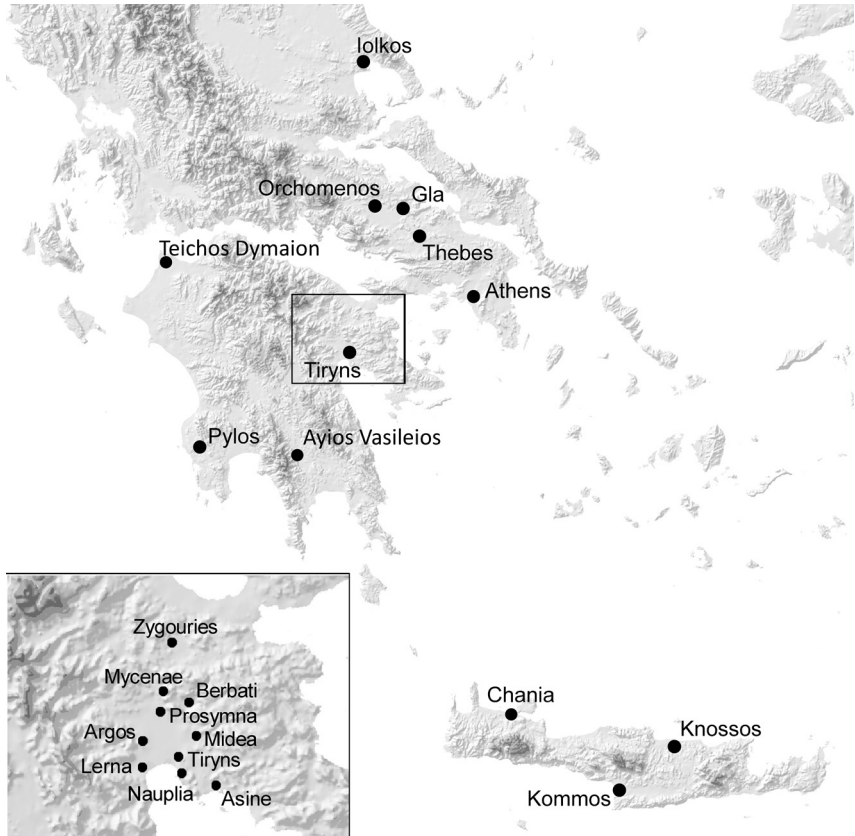 Iolkos
Orchomenos
Gla
Thebes
Teichos Dymaion
Athens
Tiryns
Pylos
Ayios Vasileios
Zygouries
Mycenae
Berbati
Prosymna
Argos
Midea
Tiryns
Lerna
Nauplia
Asine
Chania
Knossos
Kommos